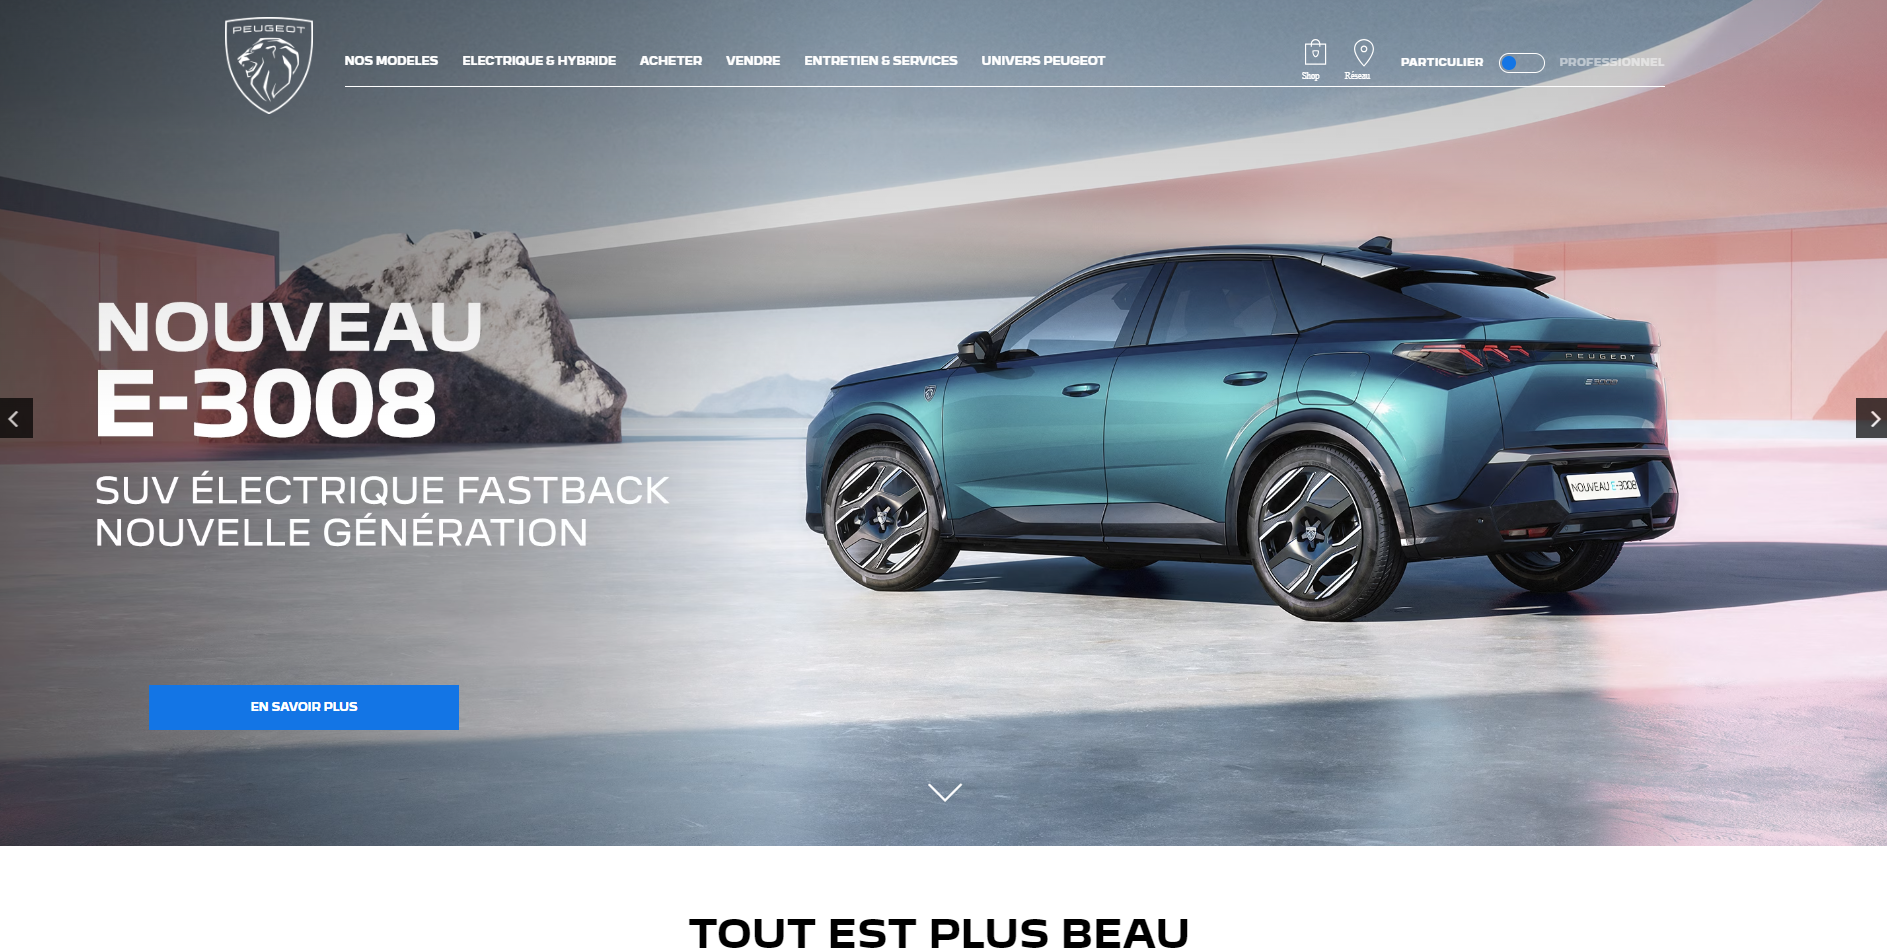 PEUGEOT
NOS MODELES ELECTRIQUE & HYBRIDE ACHETER VENDRE ENTRETIEN & SERVICES UNIVERS PEUGEOT
Shop Réseau PARTICULIER PROFESSIONNEL
NOUVEAU
E-3008
SUV ÉLECTRIQUE FASTBACK
NOUVELLE GÉNÉRATION
PEUGEOT
E-3008
NOUVEAU E-3008
EN SAVOIR PLUS
TOUT EST PLUS BEAU